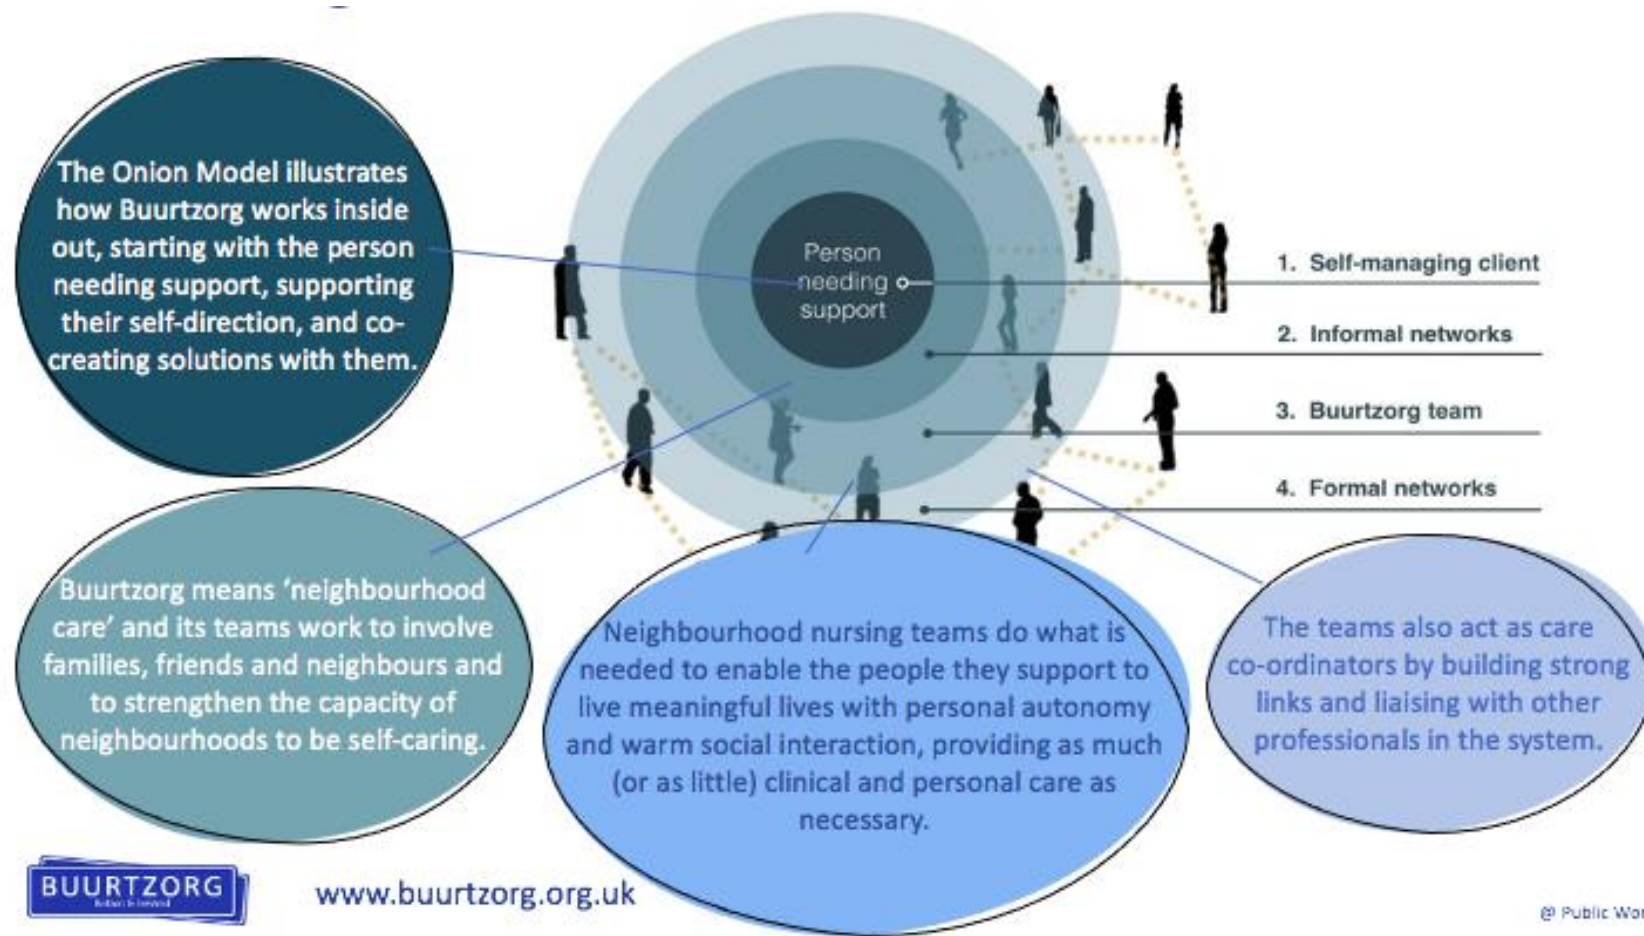 The Onion Model illustrates
how Buurtzorg works inside
out, starting with the person
needing support, supporting
their self-direction, and co-
creating solutions with them.
Person
needing
support
1. Self-managing client
2. Informal networks
3. Buurtzorg team
4. Formal networks
Buurtzorg means ‘neighbourhood
care’ and its teams work to involve
families, friends and neighbours and
to strengthen the capacity of
neighbourhoods to be self-caring.
Neighbourhood nursing teams do what is
needed to enable the people they support to
live meaningful lives with personal autonomy
and warm social interaction, providing as much
(or as little) clinical and personal care as
necessary.
The teams also act as care
co-ordinators by building strong
links and liaising with other
professionals in the system.
BUURTZORG
www.buurtzorg.org.uk
@ Public Wor